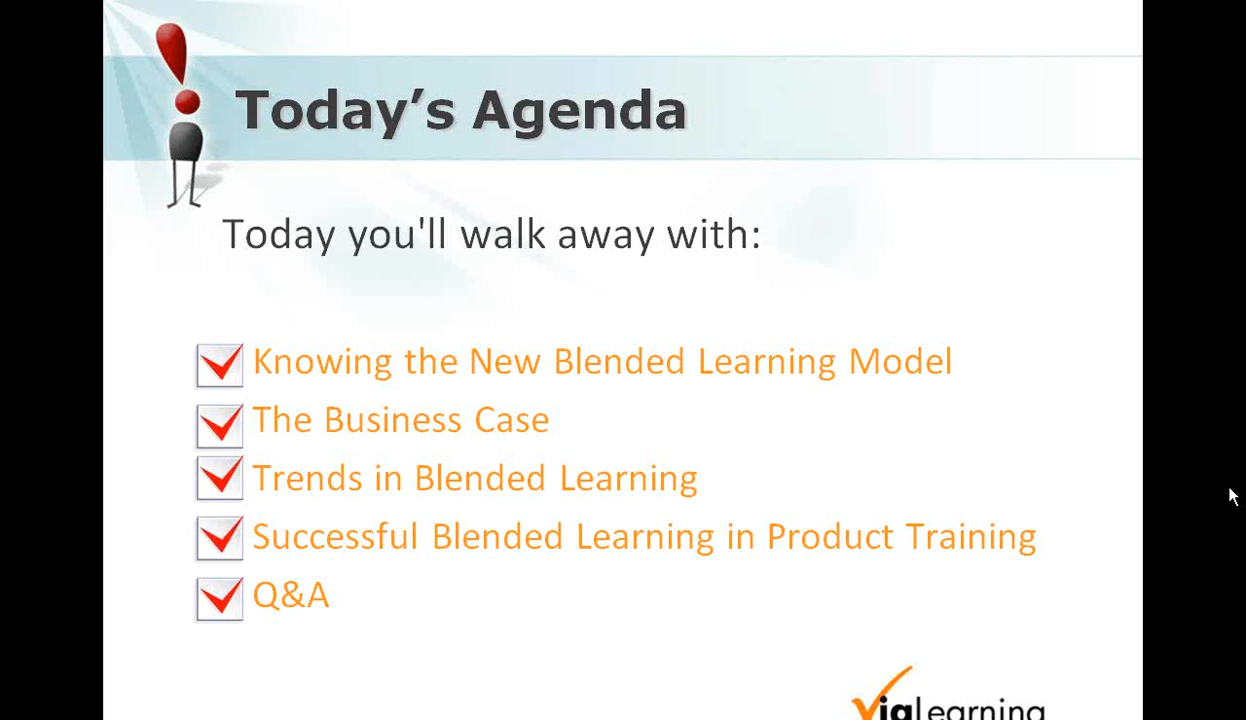 Today’s Agenda
Today you'll walk away with:
Knowing the New Blended Learning Model
The Business Case
Trends in Blended Learning
Successful Blended Learning in Product Training
Q&A
ViaLearning